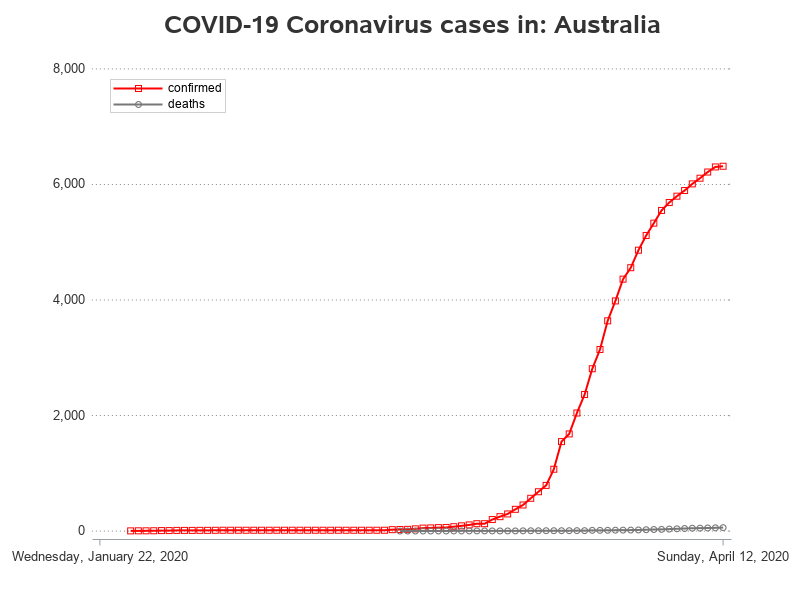 COVID-19 Coronavirus cases in: Australia
8,000
confirmed
deaths
6,000
4,000
2,000
0
Wednesday, January 22, 2020
Sunday, April 12, 2020